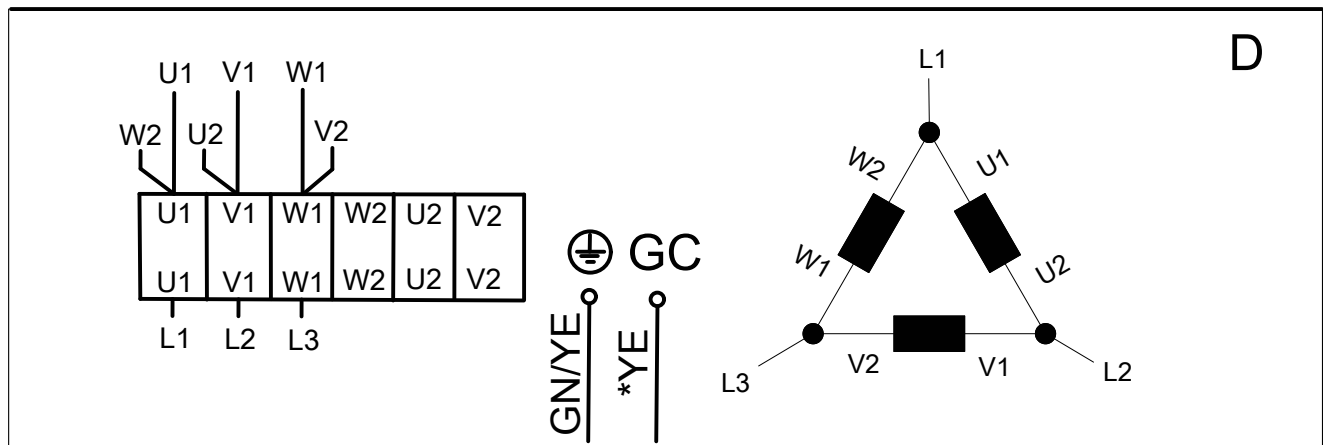 D
U1 V1 W1
W2 U2 V2
U1 V1 W1 W2 U2 V2
U1 V1 W1 W2 U2 V2
L1 L2 L3
GC
GN/YE
*YE
L1
W2 U1
W1 U2
V2 V1
L3 L2